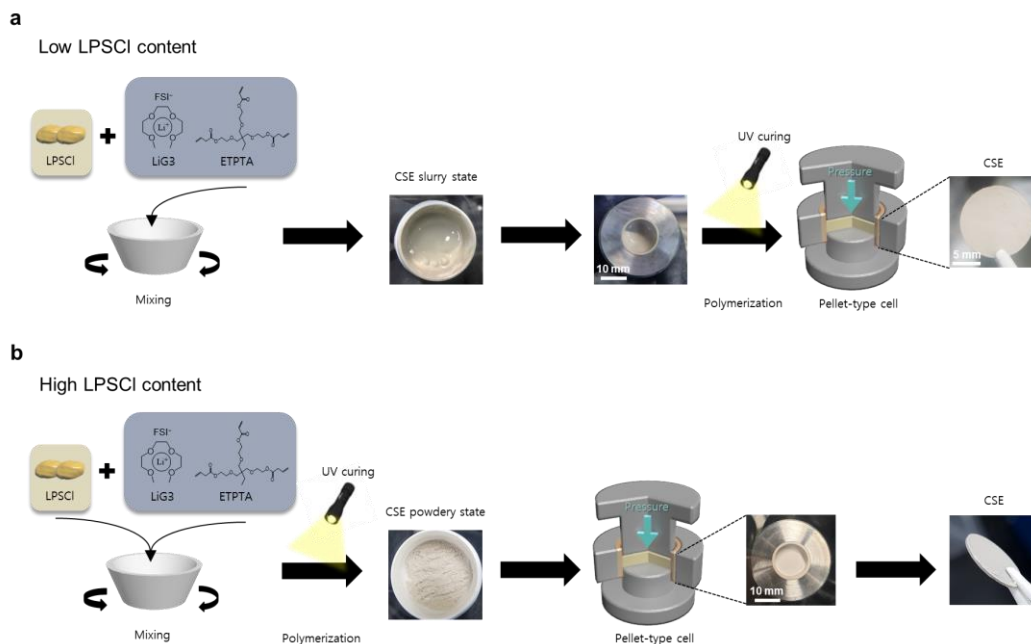 a
Low LPSCl content
FSI⁻
Li⁺
LPSCl
LiG3
ETPTA
Mixing
CSE slurry state
10 mm
UV curing
Polymerization
Pressure
Pellet-type cell
CSE
5 mm
b
High LPSCl content
FSI⁻
Li⁺
LPSCl
LiG3
ETPTA
Mixing
UV curing
Polymerization
CSE powdery state
Pressure
Pellet-type cell
10 mm
CSE